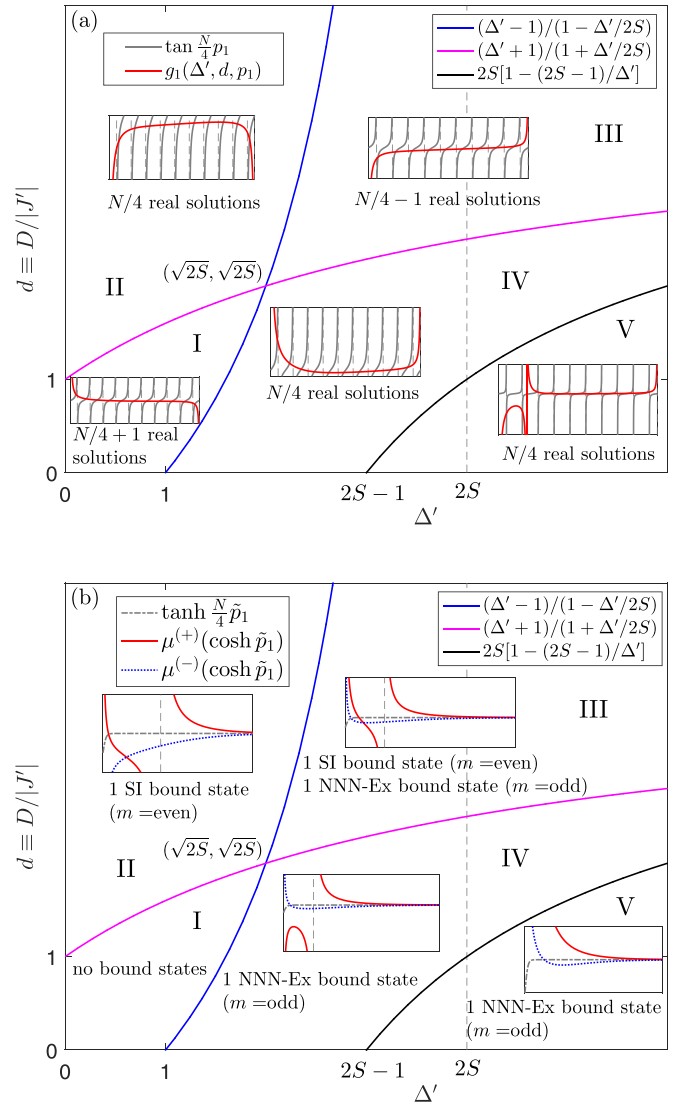 (a)
tan N/4 p₁
g₁(Δ′, d, p₁)
(Δ′ − 1)/(1 − Δ′/2S)
(Δ′ + 1)/(1 + Δ′/2S)
2S[1 − (2S − 1)/Δ′]
III
N/4 real solutions
N/4 − 1 real solutions
d ≡ D/|J′|
II
(√2S, √2S)
IV
I
V
N/4 real solutions
1
N/4 + 1 real
solutions
N/4 real solutions
0
0
1
2S − 1
2S
Δ′
(b)
tanh N/4 p̃₁
μ⁽⁺⁾(cosh p̃₁)
μ⁽⁻⁾(cosh p̃₁)
(Δ′ − 1)/(1 − Δ′/2S)
(Δ′ + 1)/(1 + Δ′/2S)
2S[1 − (2S − 1)/Δ′]
III
1 SI bound state
(m =even)
1 SI bound state (m =even)
1 NNN-Ex bound state (m =odd)
d ≡ D/|J′|
II
(√2S, √2S)
IV
I
V
1
no bound states
1 NNN-Ex bound state
(m =odd)
1 NNN-Ex bound state
(m =odd)
0
0
1
2S − 1
2S
Δ′